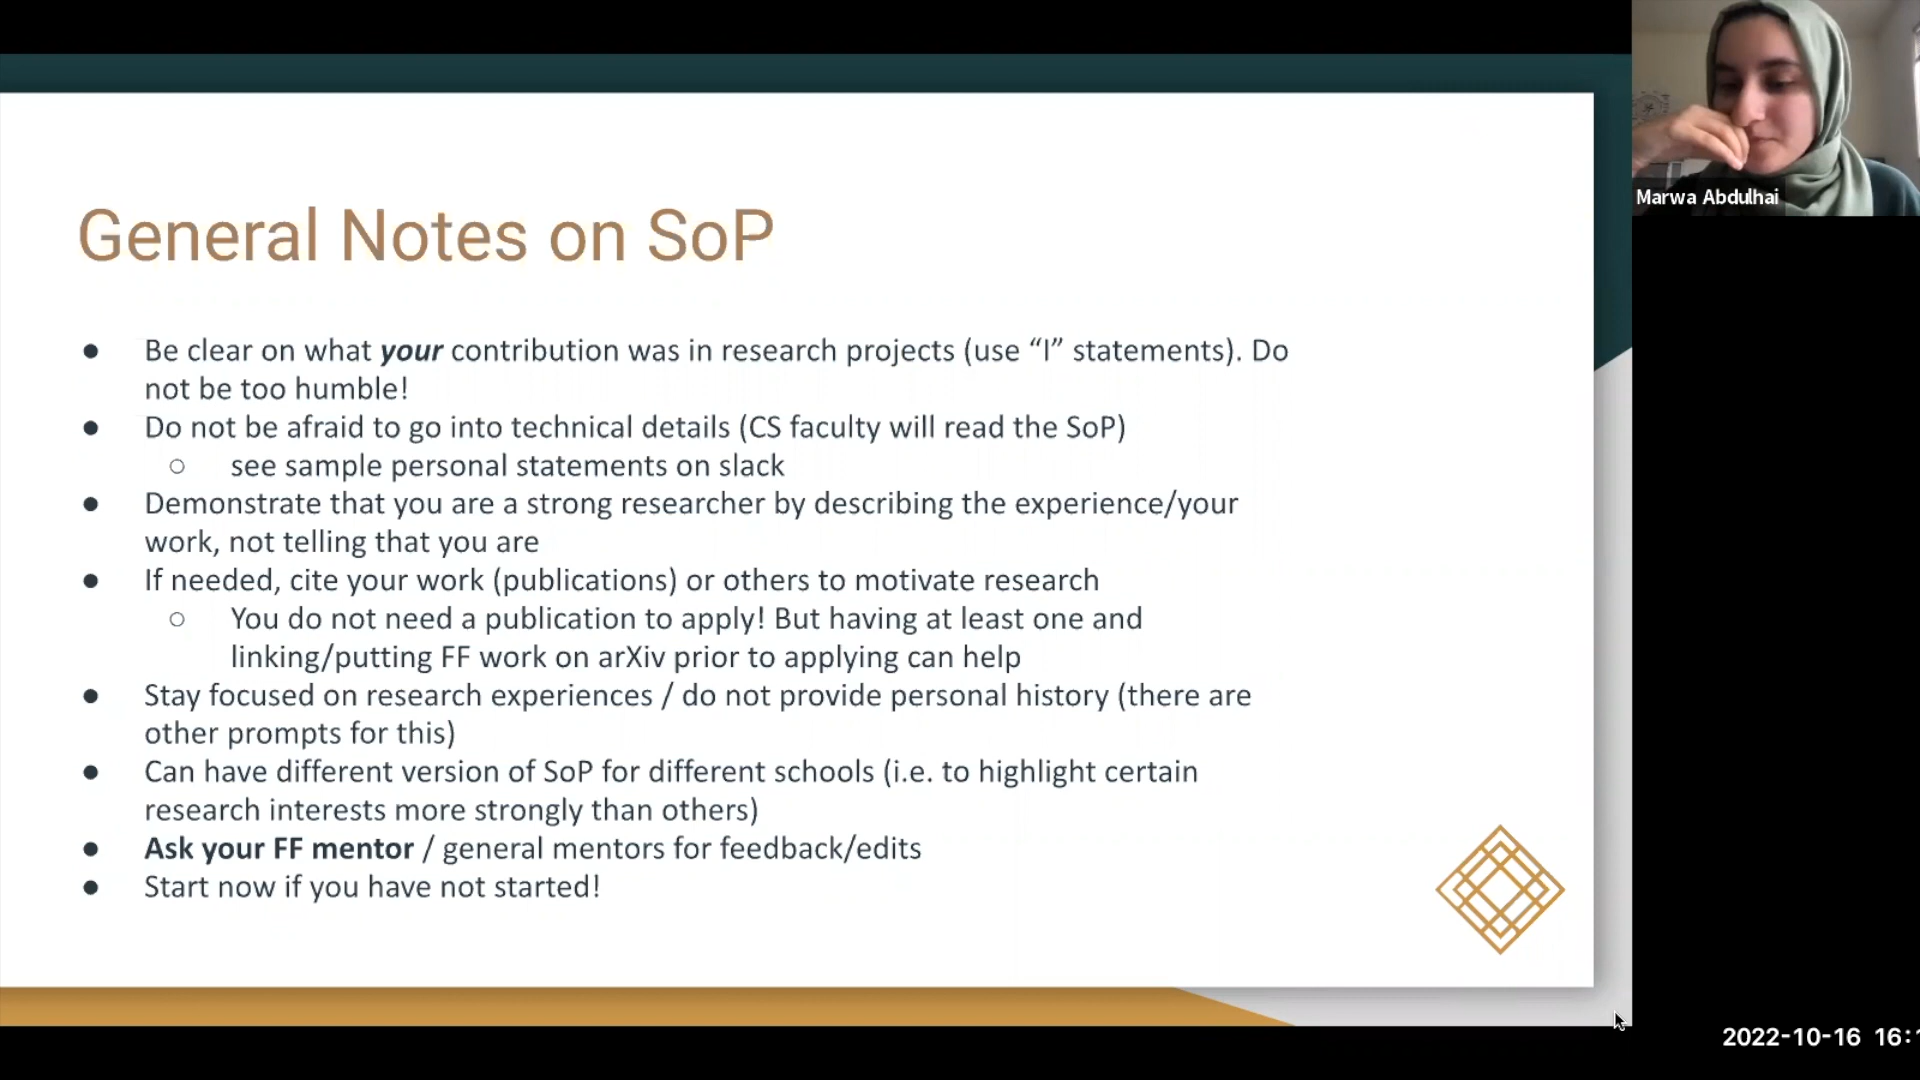 General Notes on SoP
● Be clear on what your contribution was in research projects (use “I” statements). Do
not be too humble!
● Do not be afraid to go into technical details (CS faculty will read the SoP)
○ see sample personal statements on slack
● Demonstrate that you are a strong researcher by describing the experience/your
work, not telling that you are
● If needed, cite your work (publications) or others to motivate research
○ You do not need a publication to apply! But having at least one and
linking/putting FF work on arXiv prior to applying can help
● Stay focused on research experiences / do not provide personal history (there are
other prompts for this)
● Can have different version of SoP for different schools (i.e. to highlight certain
research interests more strongly than others)
● Ask your FF mentor / general mentors for feedback/edits
● Start now if you have not started!
Marwa Abdulhai
2022-10-16